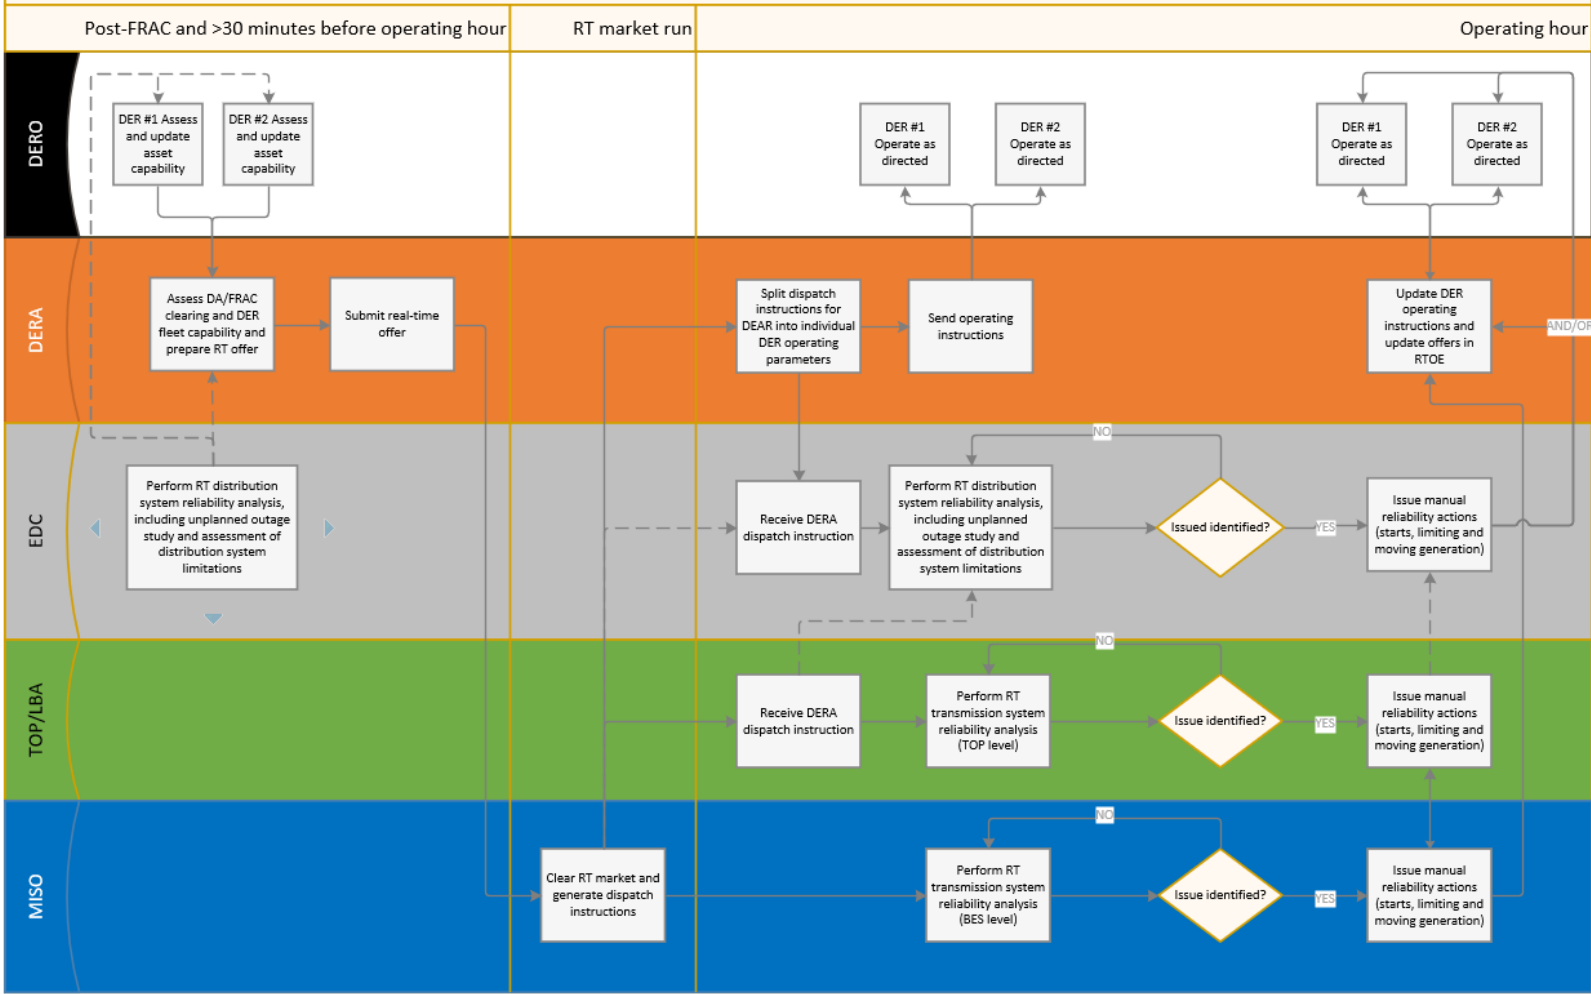 Post-FRAC and >30 minutes before operating hour
RT market run
Operating hour
DERO
DER #1 Assess
and update
asset
capability
DER #2 Assess
and update
asset
capability
DER #1
Operate as
directed
DER #2
Operate as
directed
DER #1
Operate as
directed
DER #2
Operate as
directed
DERA
Assess DA/FRAC
clearing and DER
fleet capability and
prepare RT offer
Submit real-time
offer
Split dispatch
instructions for
DEAR into individual
DER operating
parameters
Send operating
instructions
Update DER
operating
instructions and
update offers in
RTOE
AND/OR
EDC
Perform RT distribution
system reliability analysis,
including unplanned outage
study and assessment of
distribution system
limitations
Receive DERA
dispatch instruction
Perform RT distribution
system reliability analysis,
including unplanned
outage study and
assessment of distribution
system limitations
NO
Issued identified?
YES
Issue manual
reliability actions
(starts, limiting and
moving generation)
TOP/LBA
Receive DERA
dispatch instruction
Perform RT
transmission system
reliability analysis
(TOP level)
NO
Issue identified?
YES
Issue manual
reliability actions
(starts, limiting and
moving generation)
MISO
Clear RT market and
generate dispatch
instructions
Perform RT
transmission system
reliability analysis
(BES level)
NO
Issue identified?
YES
Issue manual
reliability actions
(starts, limiting and
moving generation)